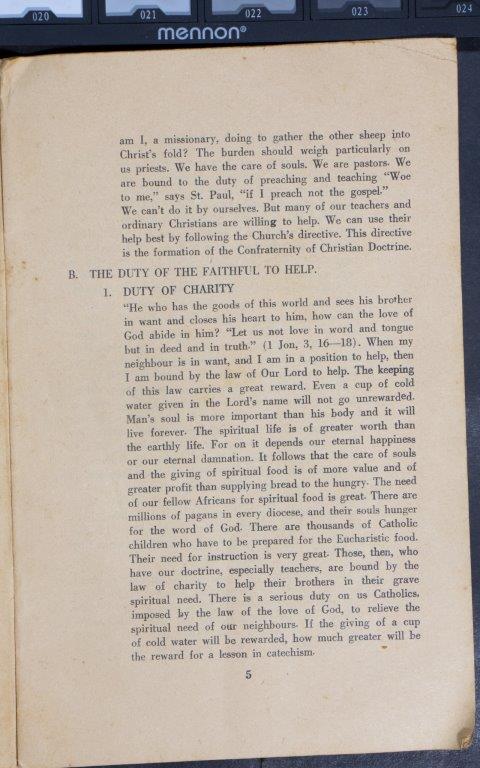 020 021 022 023 024
mennon®
am I, a missionary, doing to gather the other sheep into
Christ's fold? The burden should weigh particularly on
us priests. We have the care of souls. We are pastors. We
are bound to the duty of preaching and teaching "Woe
to me," says St. Paul, "if I preach not the gospel."
We can't do it by ourselves. But many of our teachers and
ordinary Christians are willing to help. We can use their
help best by following the Church's directive. This directive
is the formation of the Confraternity of Christian Doctrine.
B. THE DUTY OF THE FAITHFUL TO HELP.
1. DUTY OF CHARITY
"He who has the goods of this world and sees his brother
in want and closes his heart to him, how can the love of
God abide in him? "Let us not love in word and tongue
but in deed and in truth." (1 Jon, 3, 16—18). When my
neighbour is in want, and I am in a position to help, then
I am bound by the law of Our Lord to help. The keeping
of this law carries a great reward. Even a cup of cold
water given in the Lord's name will not go unrewarded.
Man's soul is more important than his body and it will
live forever. The spiritual life is of greater worth than
the earthly life. For on it depends our eternal happiness
or our eternal damnation. It follows that the care of souls
and the giving of spiritual food is of more value and of
greater profit than supplying bread to the hungry. The need
of our fellow Africans for spiritual food is great. There are
millions of pagans in every diocese, and their souls hunger
for the word of God. There are thousands of Catholic
children who have to be prepared for the Eucharistic food.
Their need for instruction is very great. Those, then, who
have our doctrine, especially teachers, are bound by the
law of charity to help their brothers in their grave
spiritual need. There is a serious duty on us Catholics,
imposed by the law of the love of God, to relieve the
spiritual need of our neighbours. If the giving of a cup
of cold water will be rewarded, how much greater will be
the reward for a lesson in catechism.
5